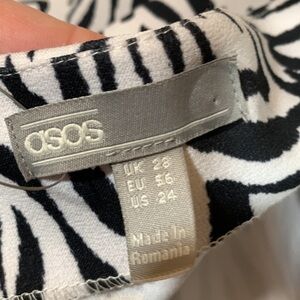 asos
UK 28
EU 56
US 24
Made In
Romania